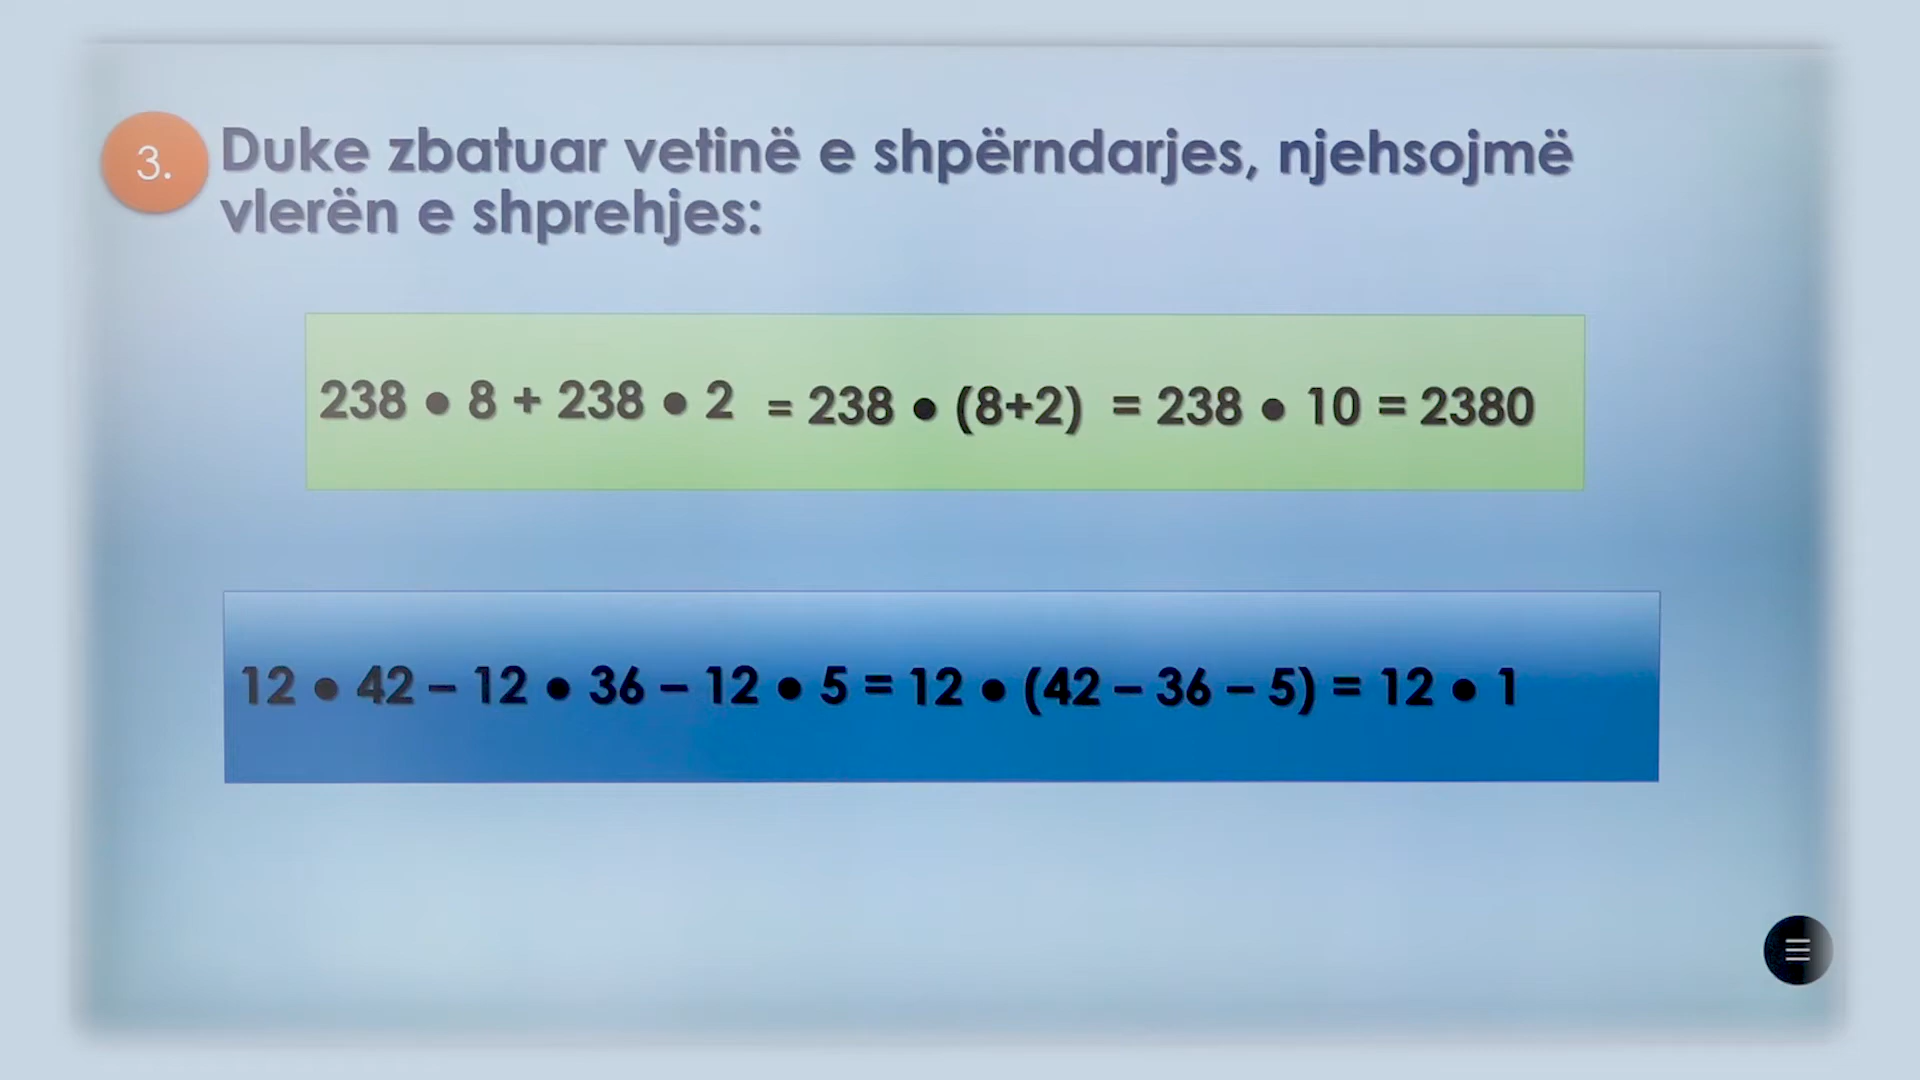 3.
Duke zbatuar vetinë e shpërndarjes, njehsojmë
vlerën e shprehjes:
238 • 8 + 238 • 2 = 238 • (8+2) = 238 • 10 = 2380
12 • 42 – 12 • 36 – 12 • 5 = 12 • (42 – 36 – 5) = 12 • 1